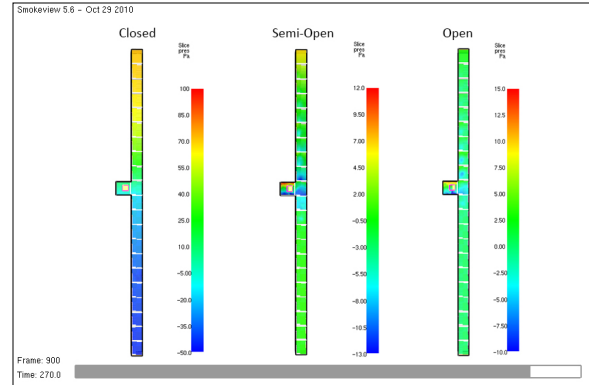 Smokeview 5.6 - Oct 29 2010
Closed
Semi-Open
Open
Slice
pres
Pa
100
85.0
70.0
55.0
40.0
25.0
10.0
-5.00
-20.0
-35.0
-50.0
Slice
pres
Pa
12.0
9.50
7.00
4.50
2.00
-0.50
-3.00
-5.50
-8.00
-10.5
-13.0
Slice
pres
Pa
15.0
12.5
10.0
7.50
5.00
2.50
0.00
-2.50
-5.00
-7.50
-10.0
Frame: 900
Time: 270.0